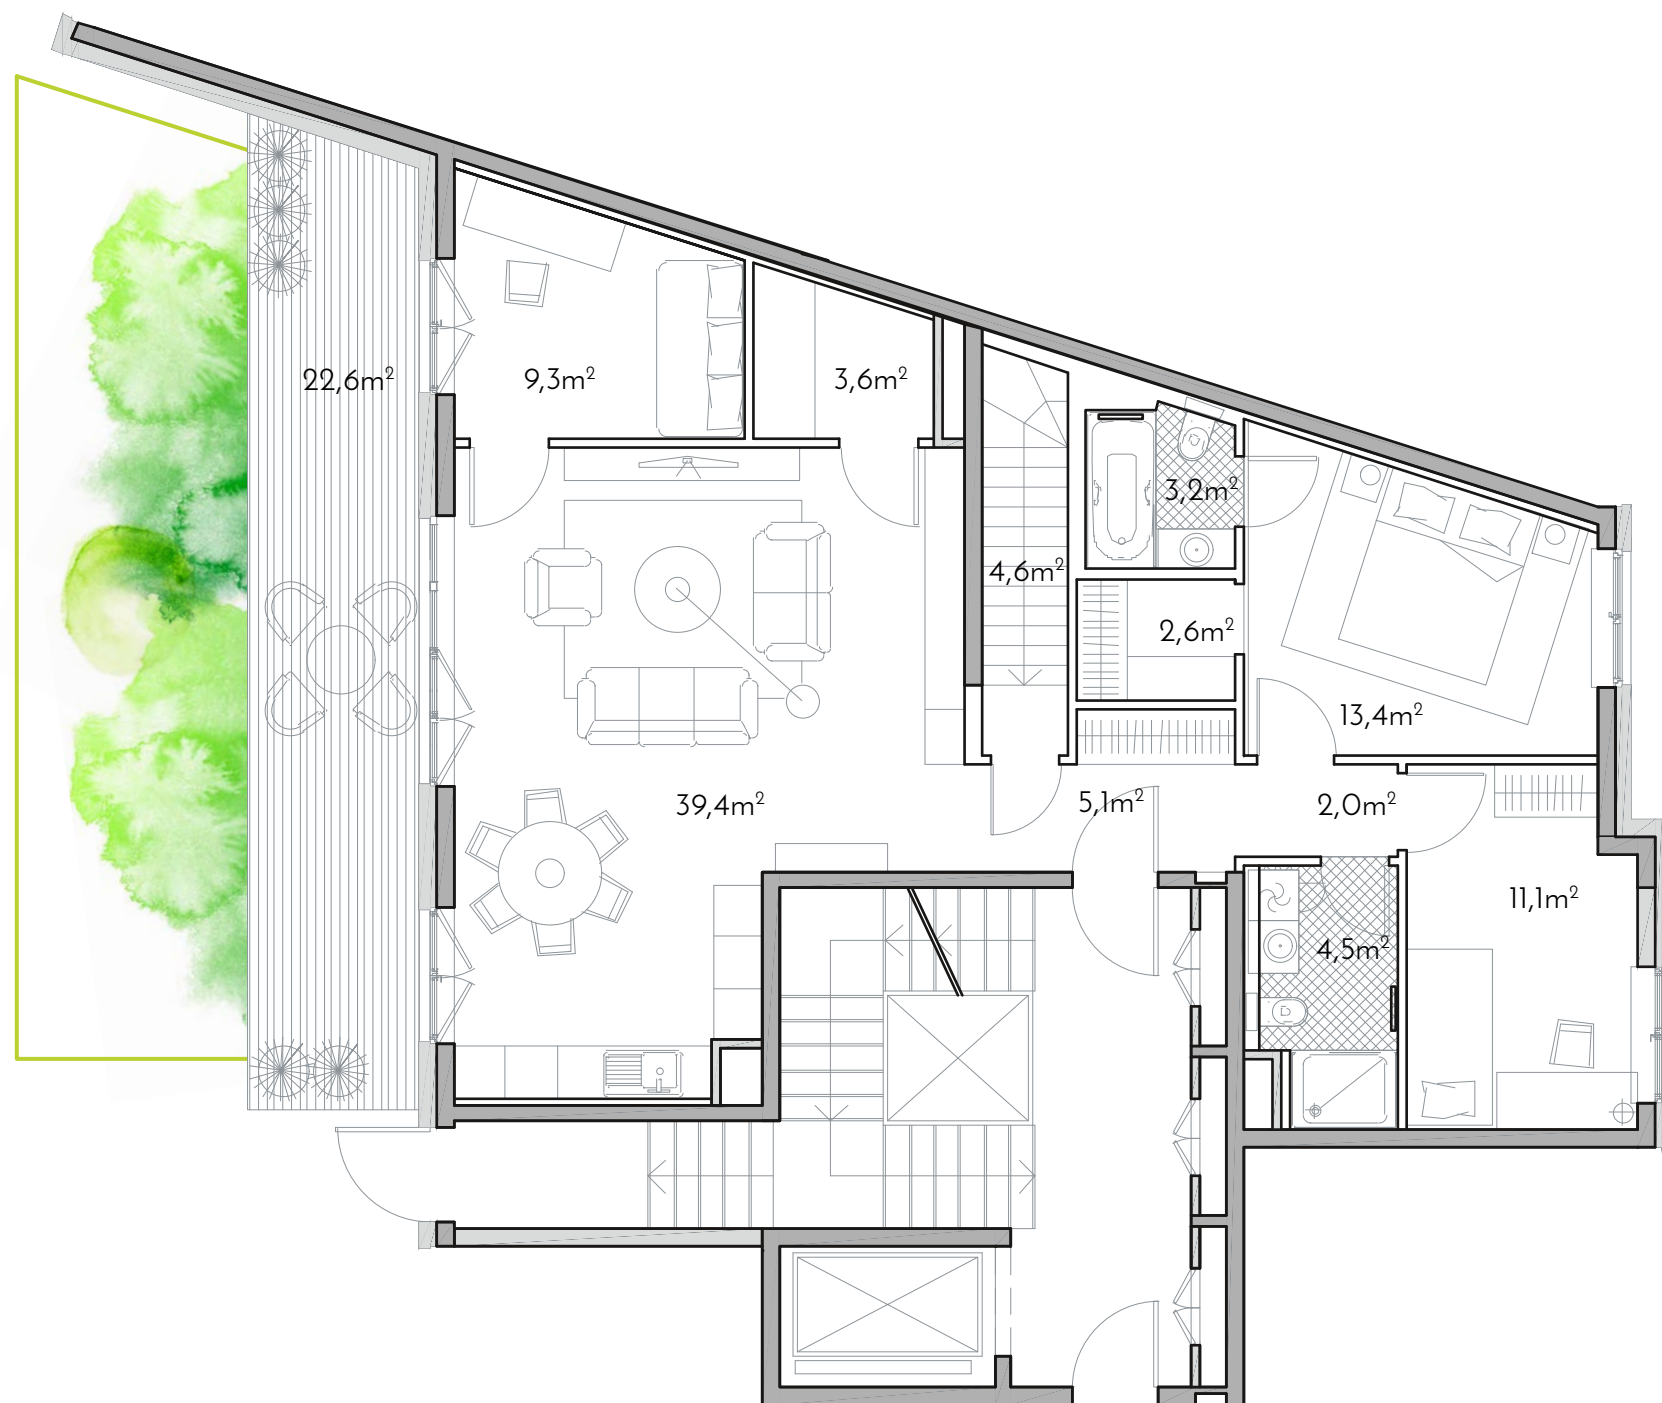 22,6m²
9,3m²
3,6m²
3,2m²
4,6m²
2,6m²
13,4m²
39,4m²
5,1m²
2,0m²
11,1m²
4,5m²